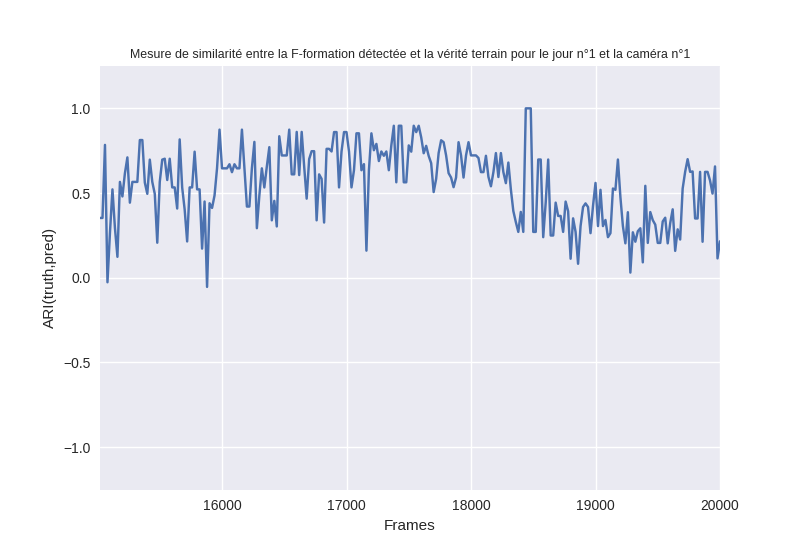 Mesure de similarité entre la F-formation détectée et la vérité terrain pour le jour n°1 et la caméra n°1
1.0
0.5
0.0
−0.5
−1.0
ARI(truth,pred)
16000 17000 18000 19000 20000
Frames